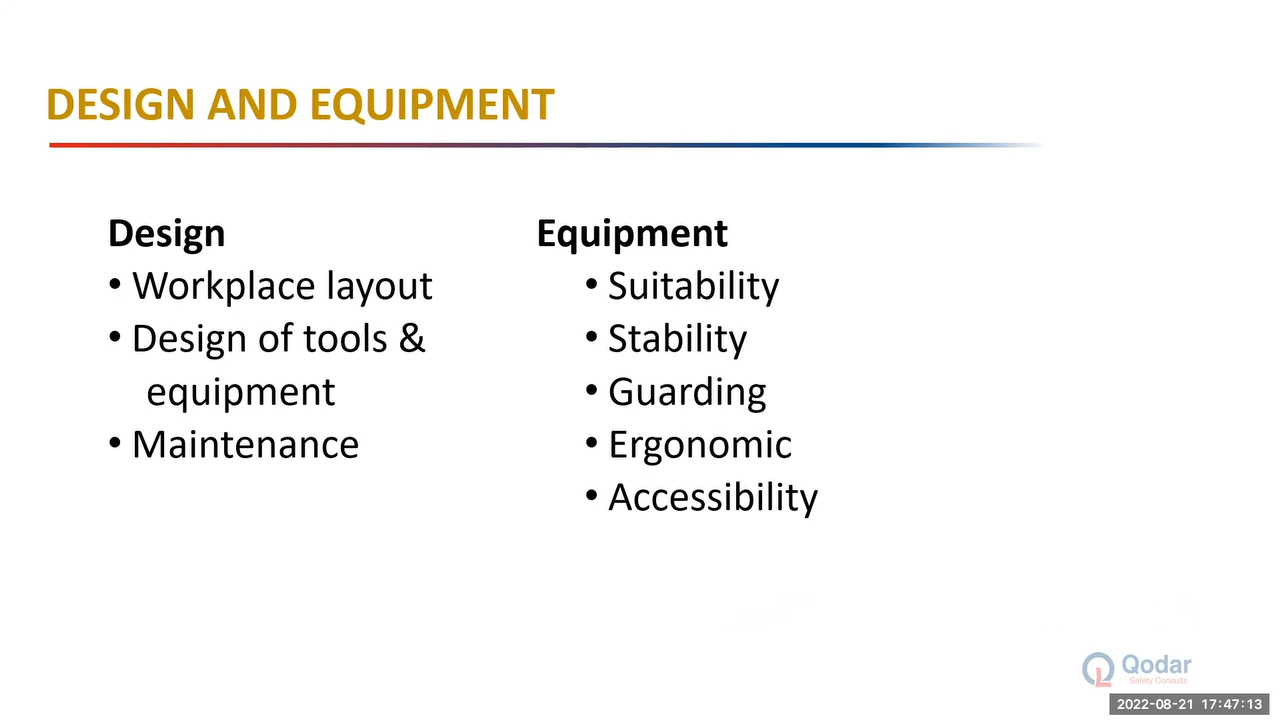 DESIGN AND EQUIPMENT
Design
• Workplace layout
• Design of tools &
equipment
• Maintenance
Equipment
• Suitability
• Stability
• Guarding
• Ergonomic
• Accessibility
Qodar
Safety Consults
2022-08-21 17:47:13